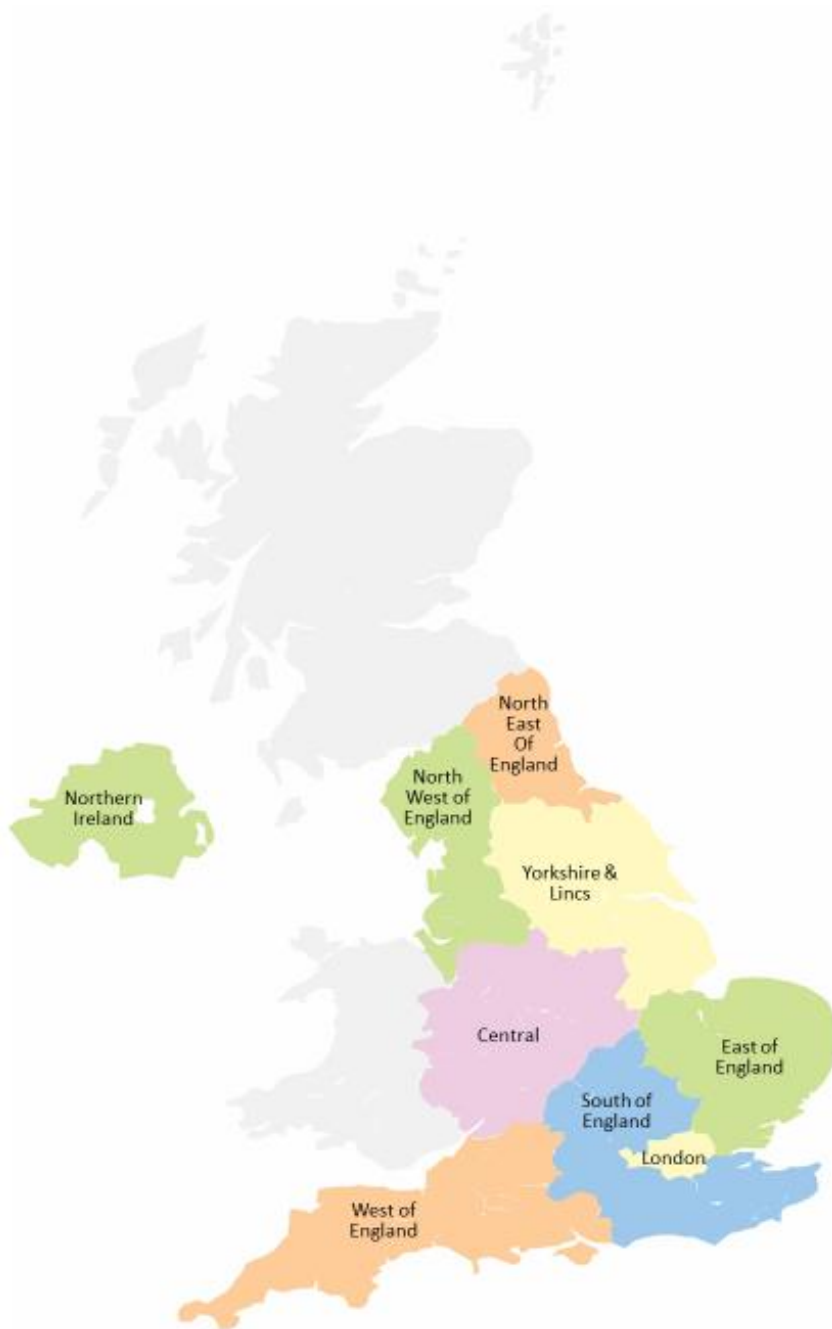 North
East
Of
England
North
West of
England
Northern
Ireland
Yorkshire &
Lincs
Central
East of
England
South of
England
London
West of
England